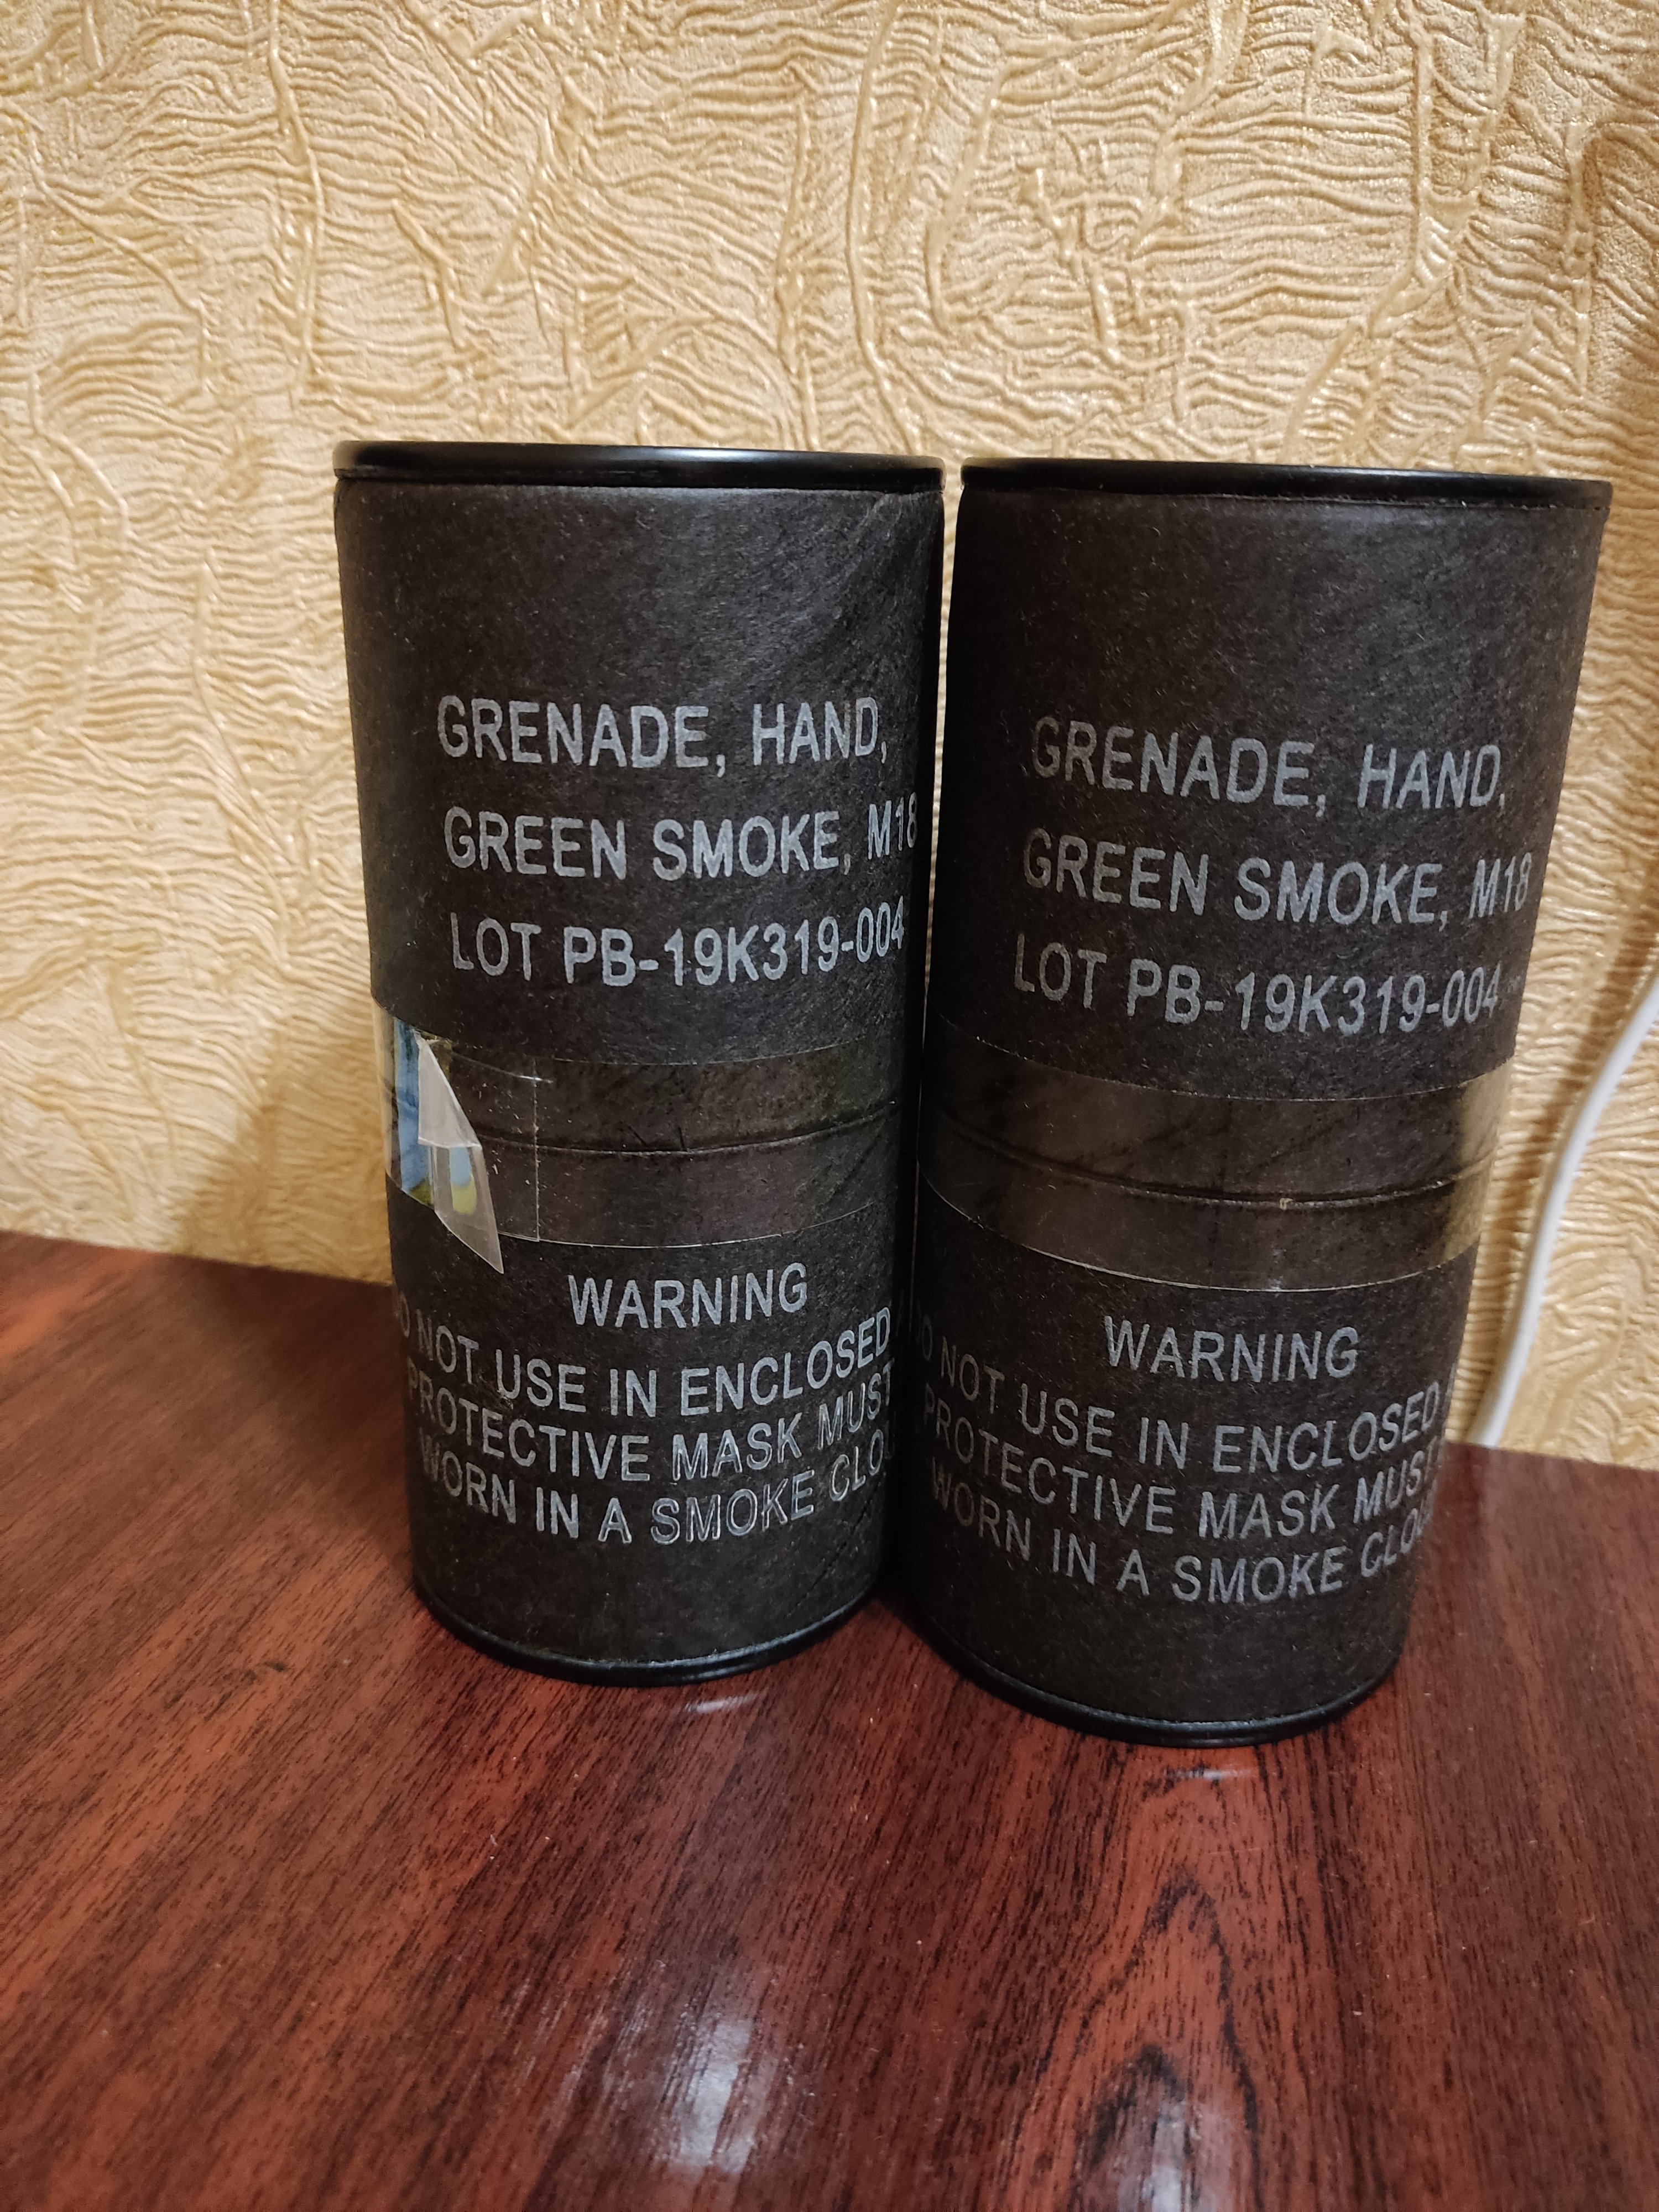 GRENADE, HAND,
GREEN SMOKE, M18
LOT PB-19K319-004
WARNING
NOT USE IN ENCLOSED
PROTECTIVE MASK MUST
WORN IN A SMOKE
GRENADE, HAND,
GREEN SMOKE, M18
LOT PB-19K319-004
WARNING
NOT USE IN ENCLOSED
PROTECTIVE MASK MUST
WORN IN A SMOKE